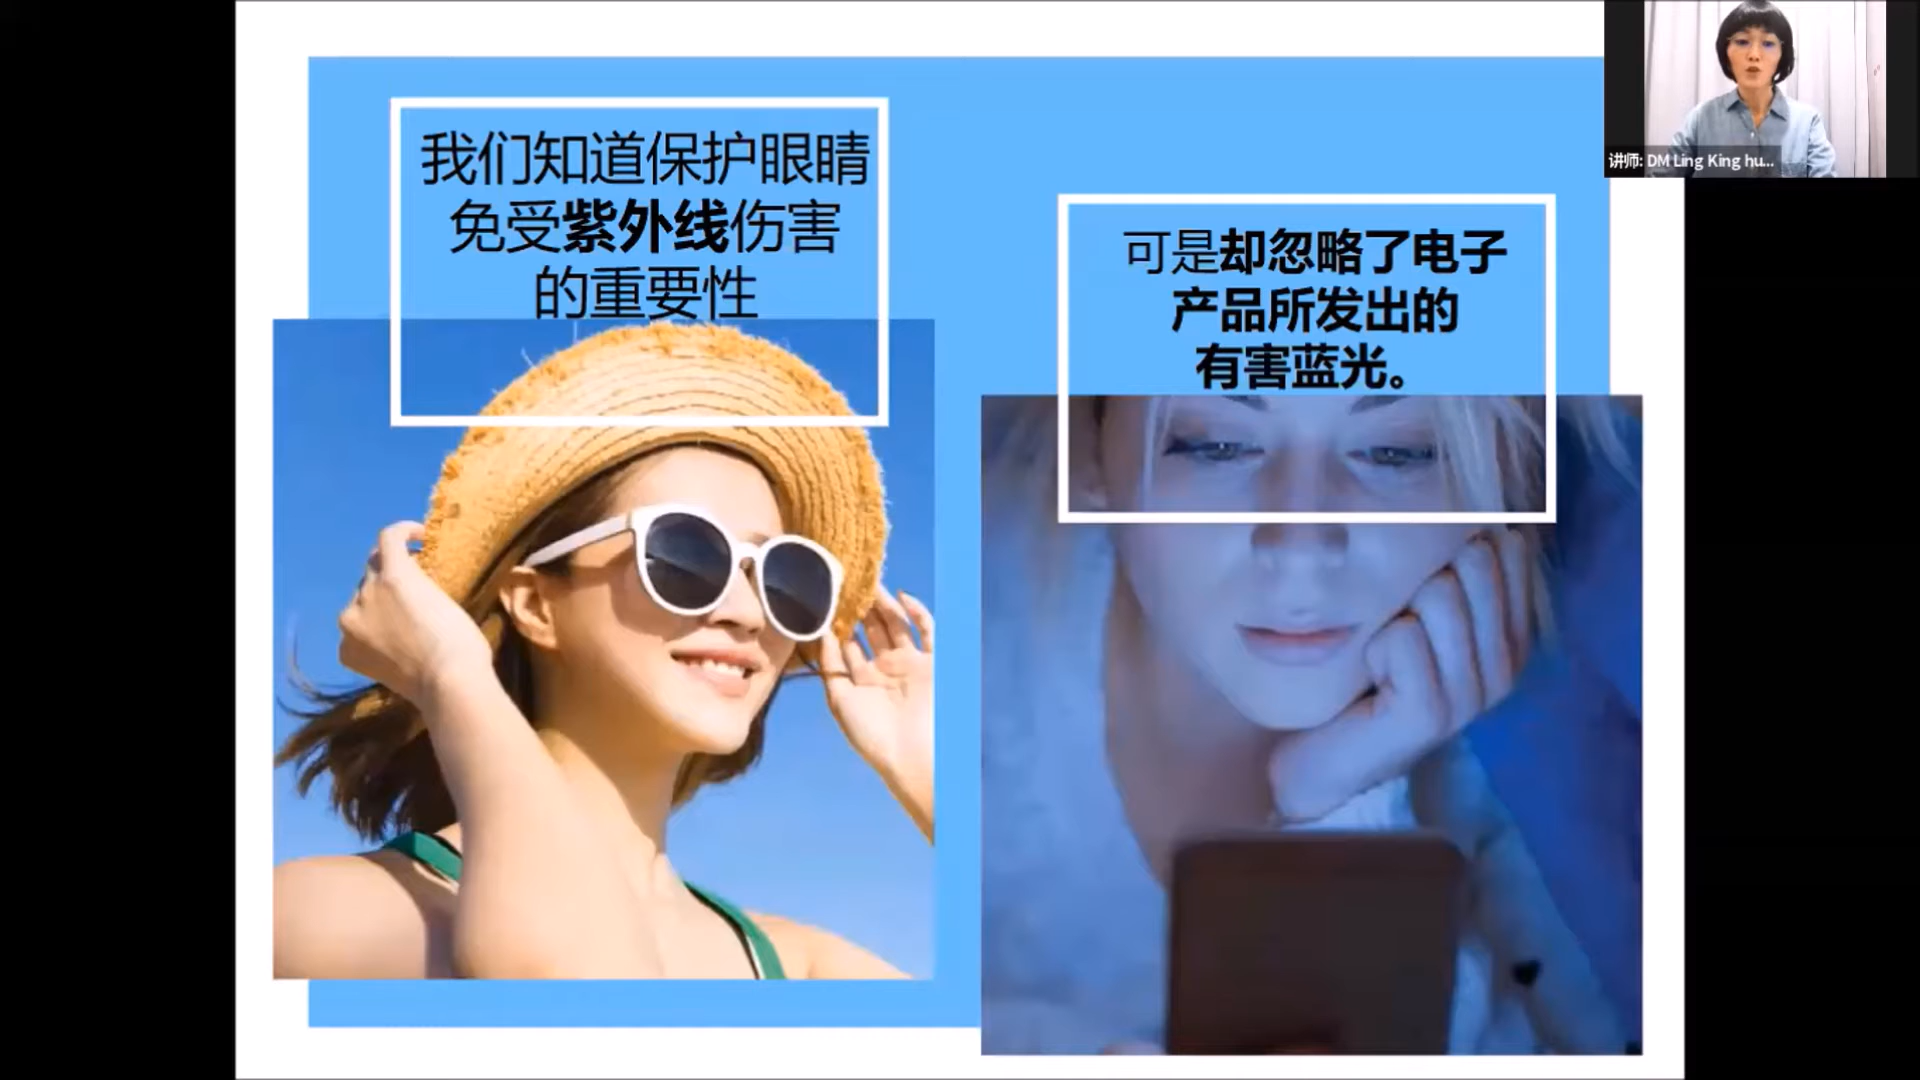 我们知道保护眼睛
免受紫外线伤害
的重要性
可是却忽略了电子
产品所发出的
有害蓝光。
讲师: DM Ling King hu...